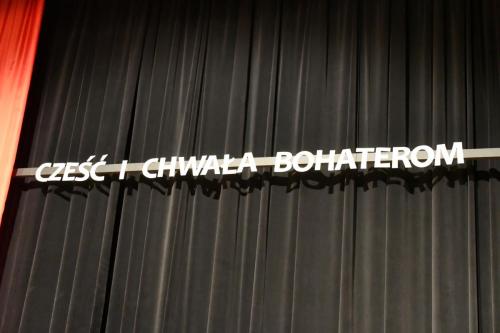 CZEŚĆ I CHWAŁA BOHATEROM